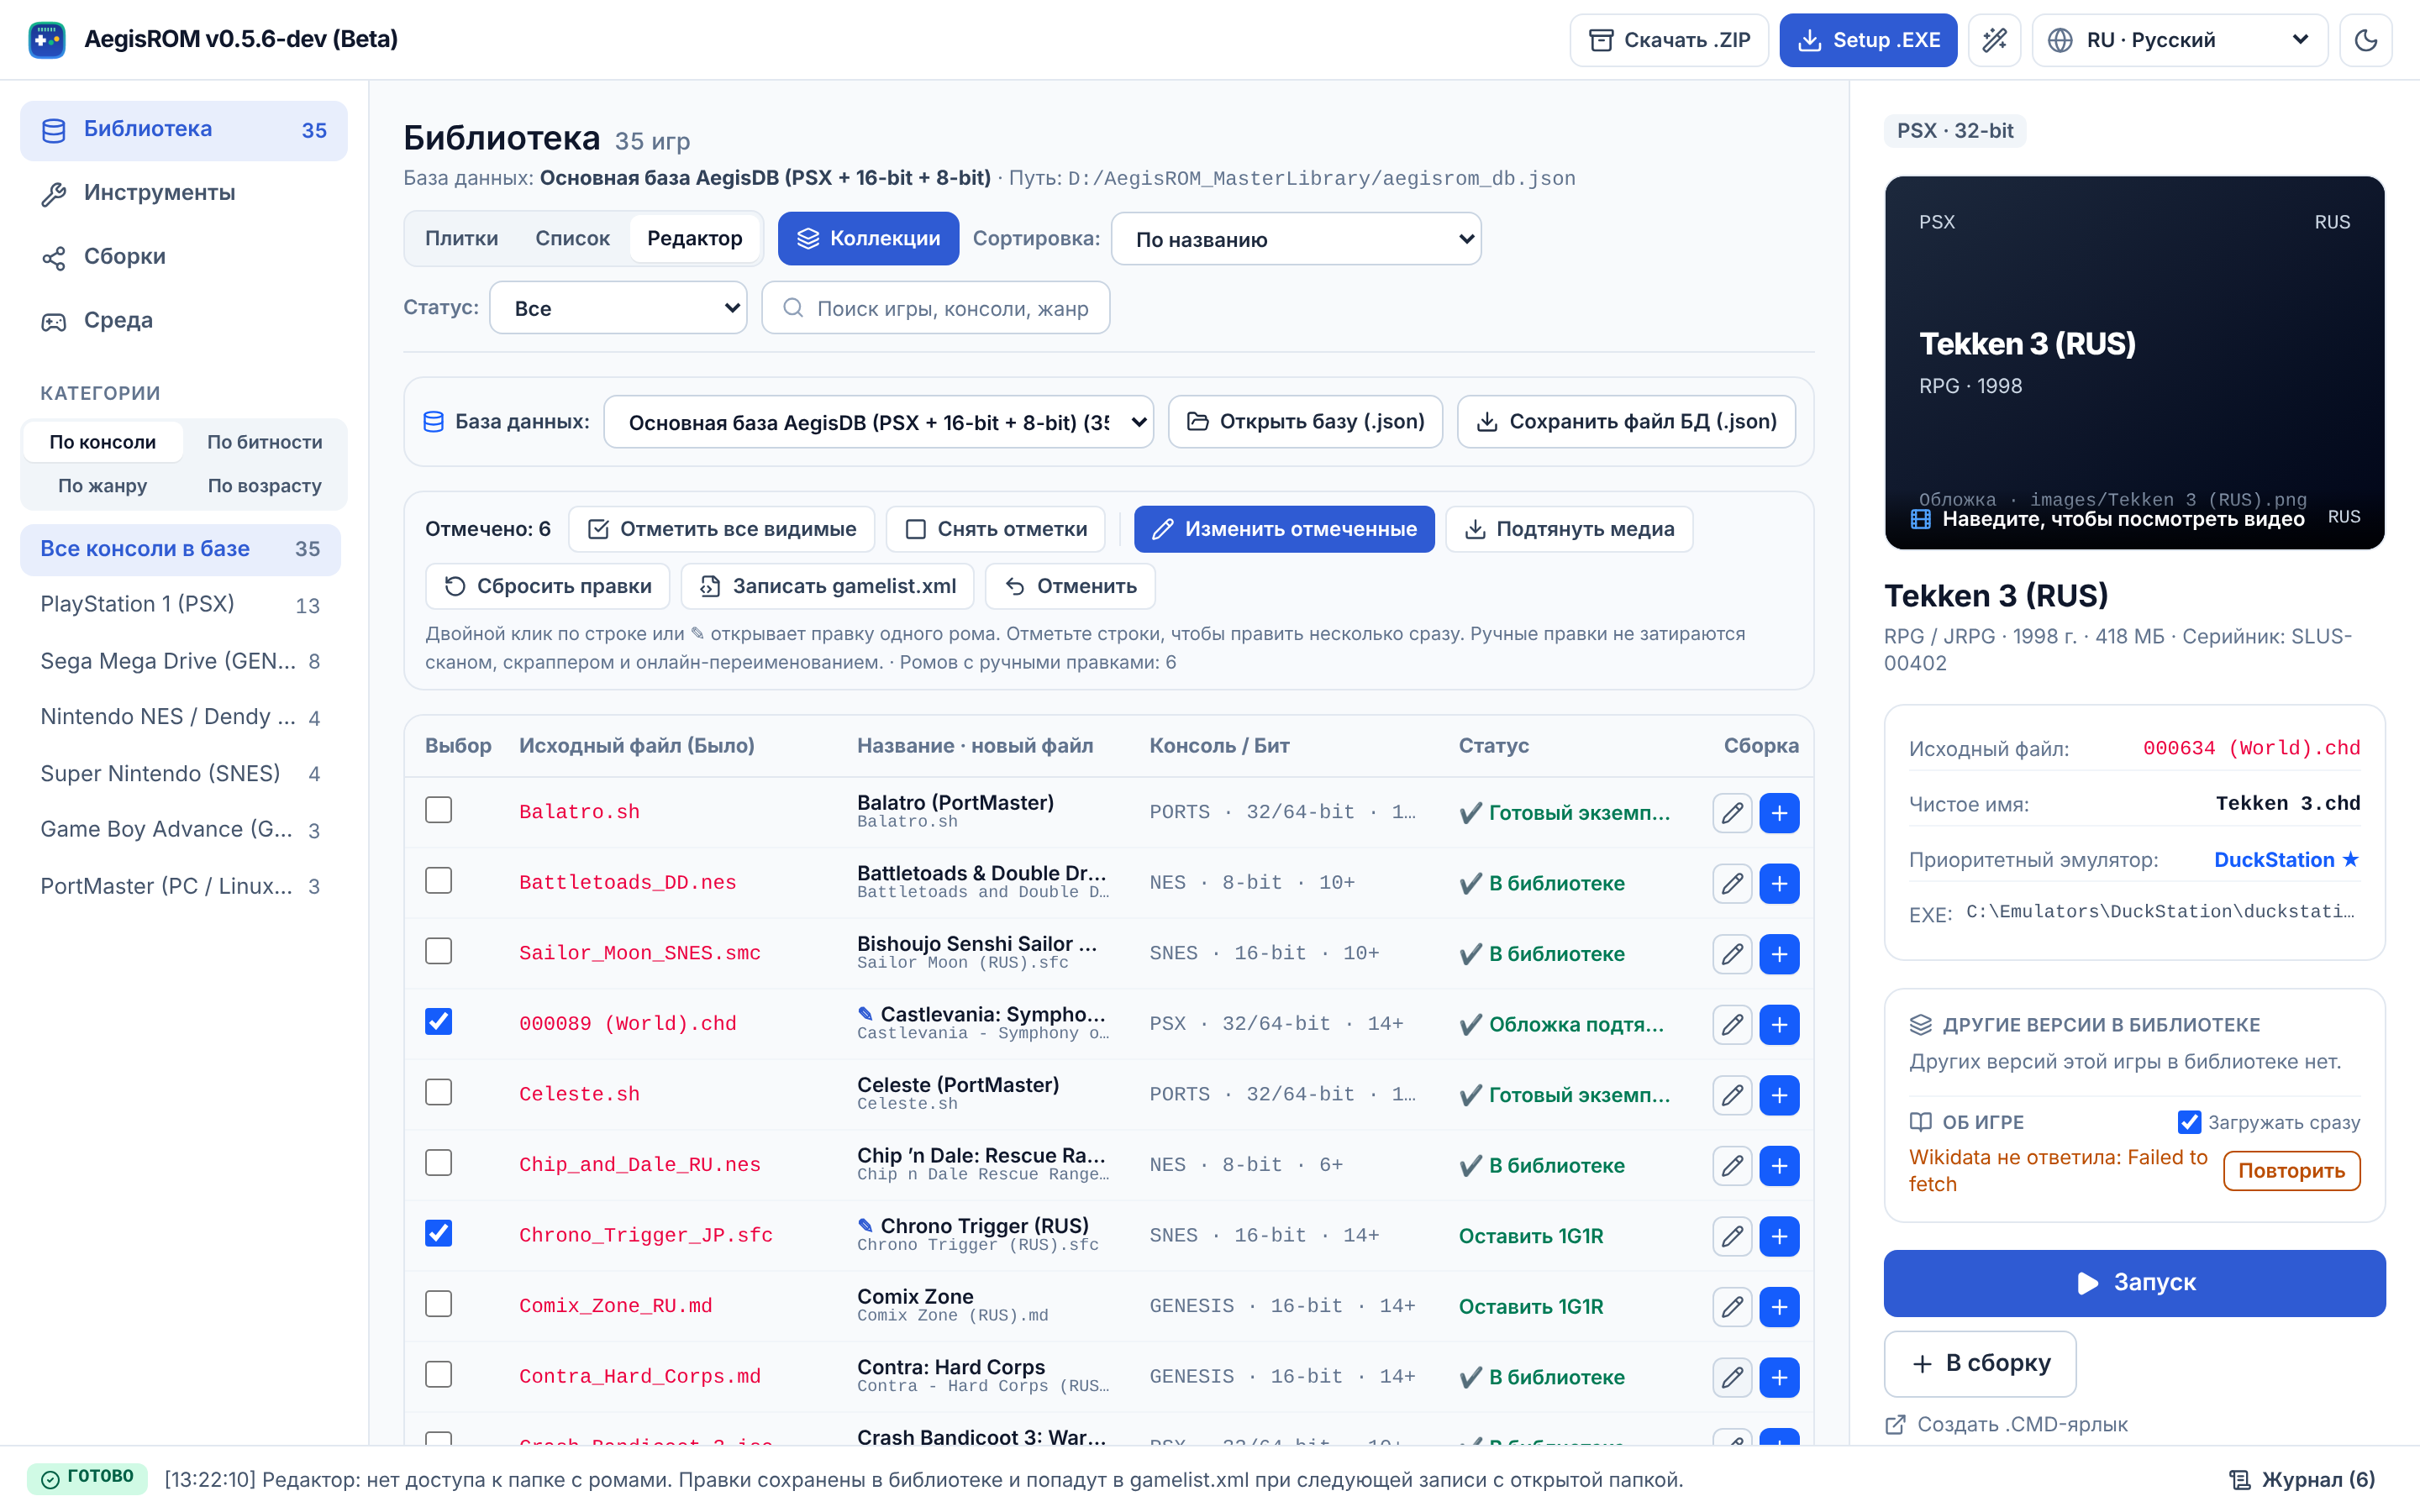 AegisROM v0.5.6-dev (Beta)
Скачать .ZIP
Setup .EXE
RU · Русский
Библиотека 35
Инструменты
Сборки
Среда
КАТЕГОРИИ
По консоли По битности
По жанру По возрасту
Все консоли в базе 35
PlayStation 1 (PSX) 13
Sega Mega Drive (GEN... 8
Nintendo NES / Dendy ... 4
Super Nintendo (SNES) 4
Game Boy Advance (G... 3
PortMaster (PC / Linux... 3
Библиотека 35 игр
База данных: Основная база AegisDB (PSX + 16-bit + 8-bit) · Путь: D:/AegisROM_MasterLibrary/aegisrom_db.json
Плитки Список Редактор Коллекции Сортировка: По названию
Статус: Все Поиск игры, консоли, жанр
База данных: Основная база AegisDB (PSX + 16-bit + 8-bit) (35 Открыть базу (.json) Сохранить файл БД (.json)
Отмечено: 6 Отметить все видимые Снять отметки Изменить отмеченные Подтянуть медиа
Сбросить правки Записать gamelist.xml Отменить
Двойной клик по строке или ✎ открывает правку одного рома. Отметьте строки, чтобы править несколько сразу. Ручные правки не затираются
сканом, скраппером и онлайн-переименованием. · Ромов с ручными правками: 6
Выбор Исходный файл (Было) Название · новый файл Консоль / Бит Статус Сборка
Balatro.sh Balatro (PortMaster) PORTS · 32/64-bit · 1… ✔ Готовый экземп...
Balatro.sh
Battletoads_DD.nes Battletoads & Double Dr... NES · 8-bit · 10+ ✔ В библиотеке
Battletoads and Double D…
Sailor_Moon_SNES.smc Bishoujo Senshi Sailor ... SNES · 16-bit · 10+ ✔ В библиотеке
Sailor Moon (RUS).sfc
000089 (World).chd ✎ Castlevania: Sympho... PSX · 32/64-bit · 14+ ✔ Обложка подтя...
Castlevania - Symphony o…
Celeste.sh Celeste (PortMaster) PORTS · 32/64-bit · 1… ✔ Готовый экземп...
Celeste.sh
Chip_and_Dale_RU.nes Chip ’n Dale: Rescue Ra... NES · 8-bit · 6+ ✔ В библиотеке
Chip n Dale Rescue Range…
Chrono_Trigger_JP.sfc ✎ Chrono Trigger (RUS) SNES · 16-bit · 14+ Оставить 1G1R
Chrono Trigger (RUS).sfc
Comix_Zone_RU.md Comix Zone GENESIS · 16-bit · 14+ Оставить 1G1R
Comix Zone (RUS).md
Contra_Hard_Corps.md Contra: Hard Corps GENESIS · 16-bit · 14+ ✔ В библиотеке
Contra - Hard Corps (RUS…
Crash Bandicoot 3: War...
PSX · 32-bit
PSX RUS
Tekken 3 (RUS)
RPG · 1998
Обложка · images/Tekken 3 (RUS).png
Наведите, чтобы посмотреть видео RUS
Tekken 3 (RUS)
RPG / JRPG · 1998 г. · 418 МБ · Серийник: SLUS-
00402
Исходный файл: 000634 (World).chd
Чистое имя: Tekken 3.chd
Приоритетный эмулятор: DuckStation ★
EXE: C:\Emulators\DuckStation\duckstati…
ДРУГИЕ ВЕРСИИ В БИБЛИОТЕКЕ
Других версий этой игры в библиотеке нет.
ОБ ИГРЕ Загружать сразу
Wikidata не ответила: Failed to
fetch
Повторить
Запуск
В сборку
Создать .CMD-ярлык
ГОТОВО [13:22:10] Редактор: нет доступа к папке с ромами. Правки сохранены в библиотеке и попадут в gamelist.xml при следующей записи с открытой папкой. Журнал (6)